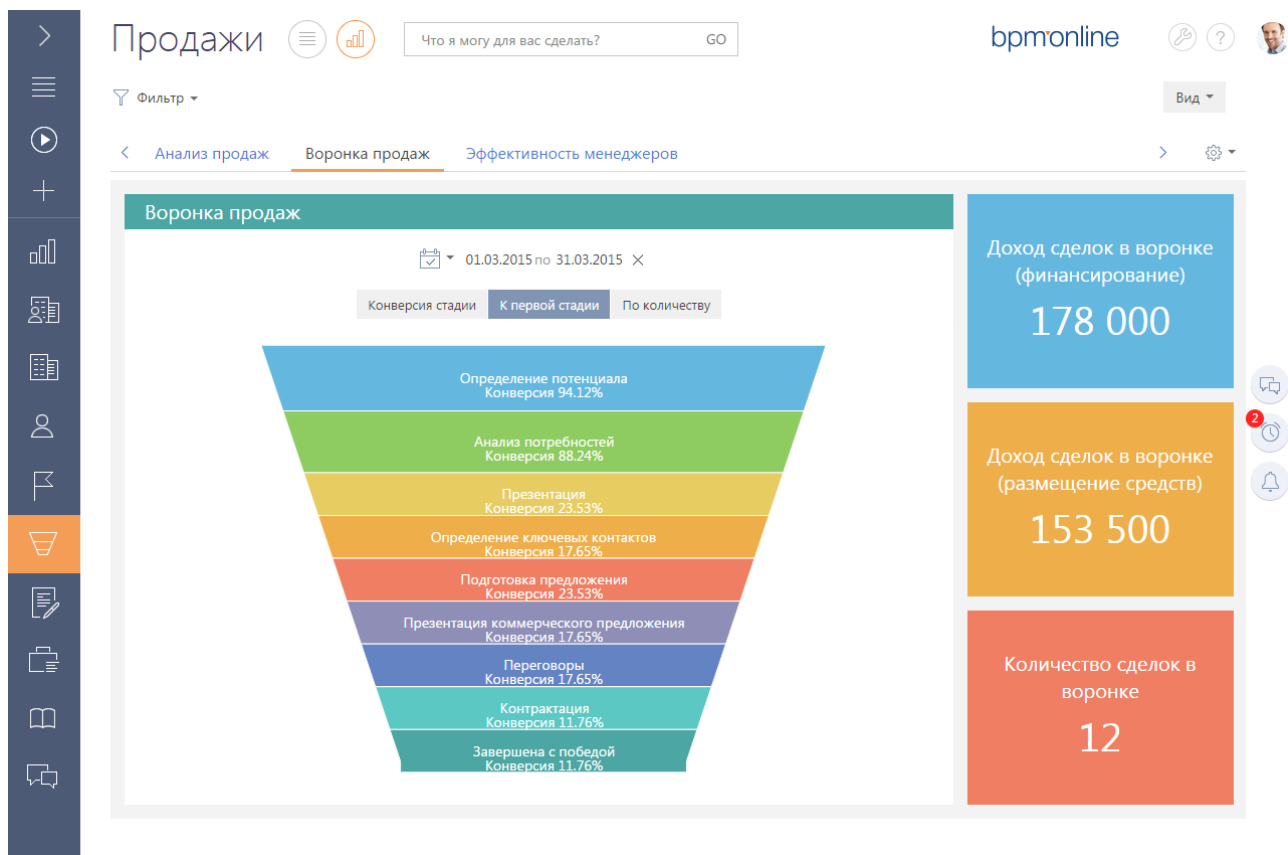 Продажи
Что я могу для вас сделать? GO
bpmonline
?
Фильтр
Вид
Анализ продаж Воронка продаж Эффективность менеджеров
Воронка продаж
01.03.2015 по 31.03.2015
Конверсия стадии К первой стадии По количеству
Определение потенциала
Конверсия 94.12%
Анализ потребностей
Конверсия 88.24%
Презентация
Конверсия 23.53%
Определение ключевых контактов
Конверсия 17.65%
Подготовка предложения
Конверсия 23.53%
Презентация коммерческого предложения
Конверсия 17.65%
Переговоры
Конверсия 17.65%
Контрактация
Конверсия 11.76%
Завершена с победой
Конверсия 11.76%
Доход сделок в воронке
(финансирование)
178 000
Доход сделок в воронке
(размещение средств)
153 500
Количество сделок в
воронке
12
2